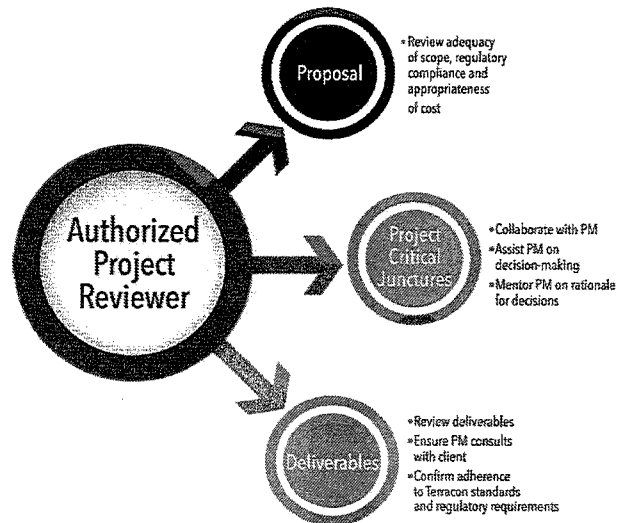 Proposal
*Review adequacy
of scope, regulatory
compliance and
appropriateness
of cost
Authorized
Project
Reviewer
Project
Critical
Junctures
*Collaborate with PM
*Assist PM on
decision-making
*Mentor PM on rationale
for decisions
Deliverables
*Review deliverables
*Ensure PM consults
with client
*Confirm adherence
to Terracon standards
and regulatory requirements